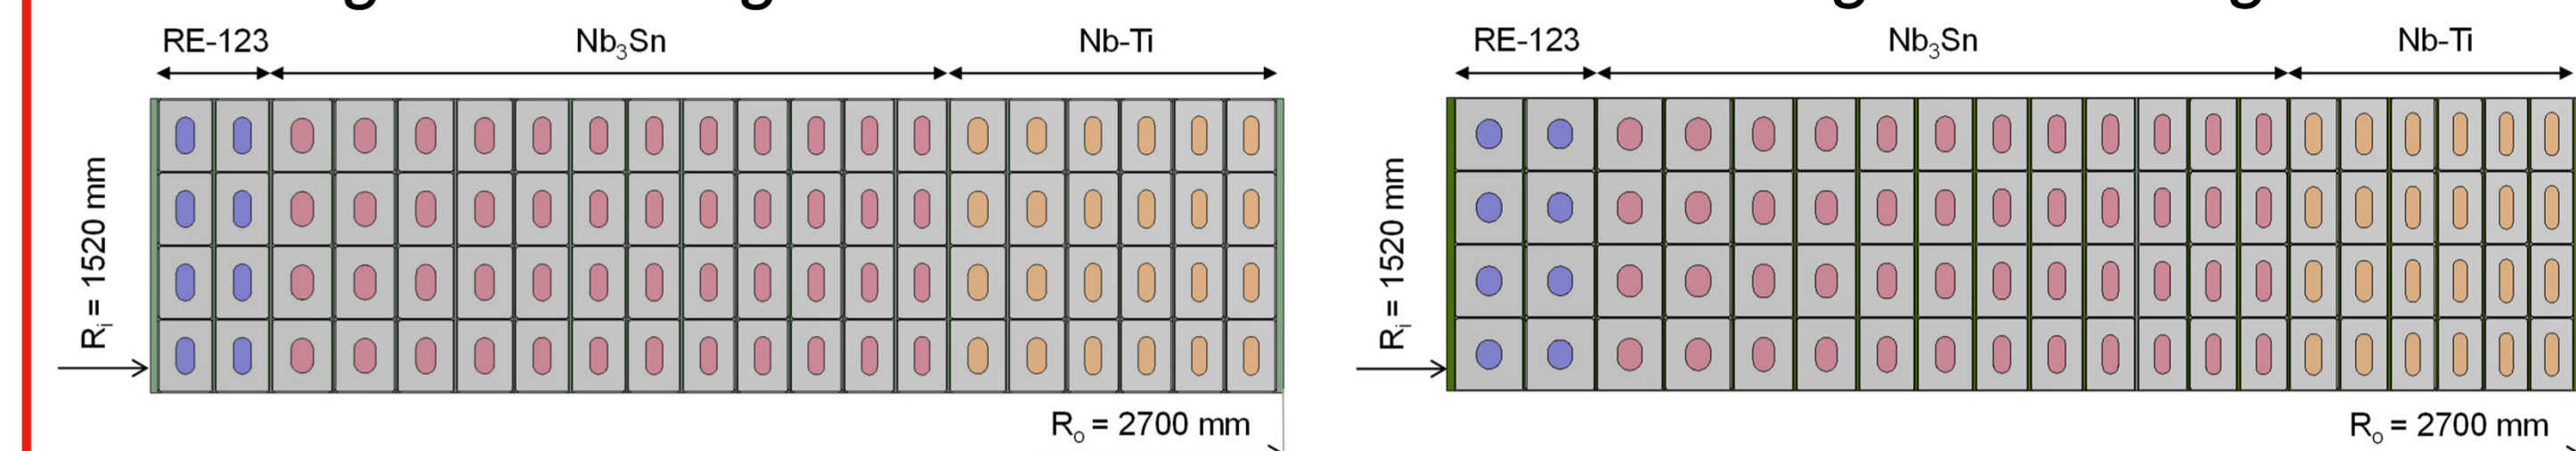 RE-123 Nb₃Sn Nb-Ti
Rᵢ = 1520 mm
Rₒ = 2700 mm
RE-123 Nb₃Sn Nb-Ti
Rᵢ = 1520 mm
Rₒ = 2700 mm